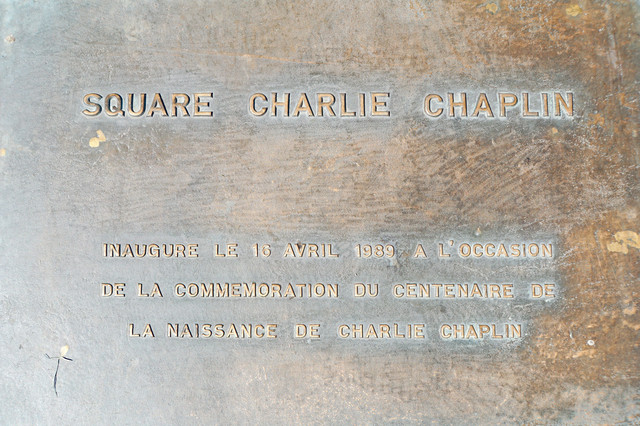 SQUARE CHARLIE CHAPLIN
INAUGURE LE 16 AVRIL 1989 A L'OCCASION
DE LA COMMEMORATION DU CENTENAIRE DE
LA NAISSANCE DE CHARLIE CHAPLIN